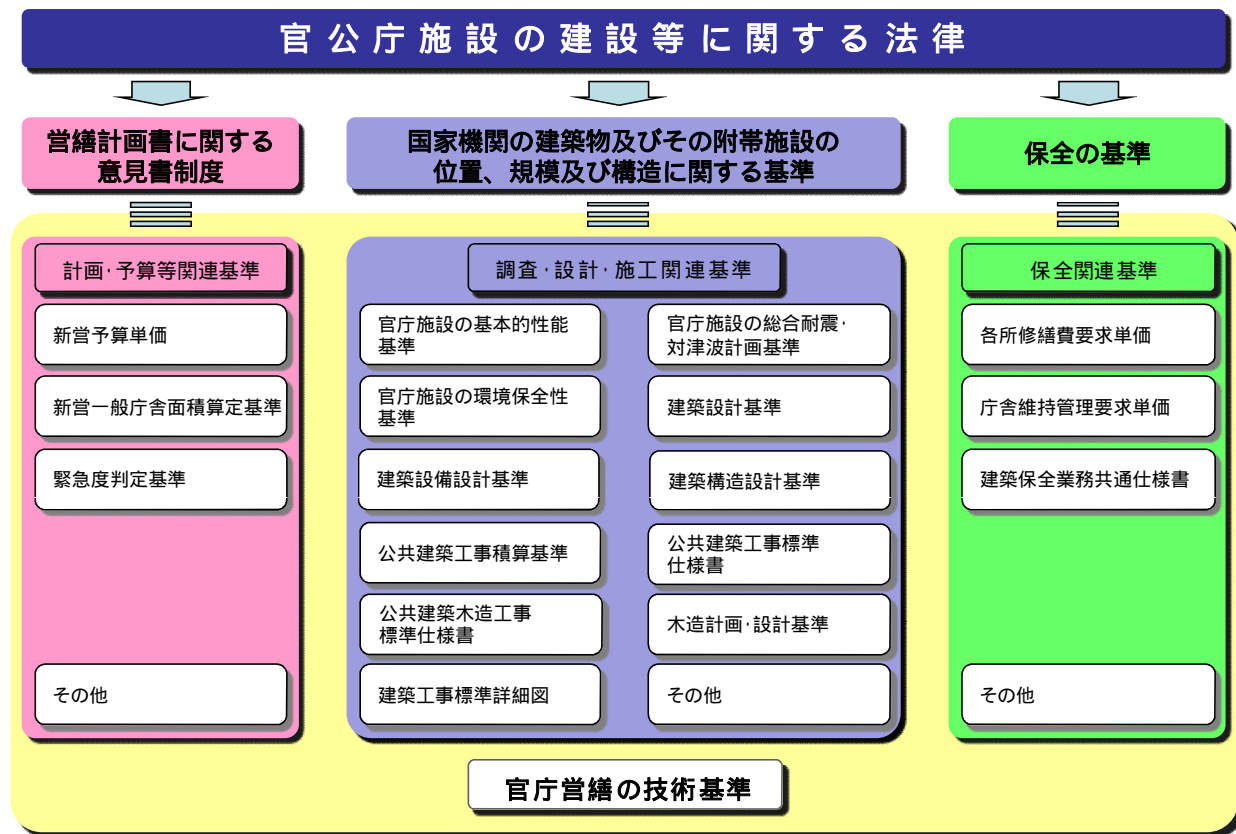 官公庁施設の建設等に関する法律
営繕計画書に関する
意見書制度
国家機関の建築物及びその附帯施設の
位置、規模及び構造に関する基準
保全の基準
計画･予算等関連基準
新営予算単価
新営一般庁舎面積算定基準
緊急度判定基準
その他
調査･設計･施工関連基準
官庁施設の基本的性能
基準
官庁施設の総合耐震･
対津波計画基準
官庁施設の環境保全性
基準
建築設計基準
建築設備設計基準
建築構造設計基準
公共建築工事積算基準
公共建築工事標準
仕様書
公共建築木造工事
標準仕様書
木造計画･設計基準
建築工事標準詳細図
その他
保全関連基準
各所修繕費要求単価
庁舎維持管理要求単価
建築保全業務共通仕様書
その他
官庁営繕の技術基準